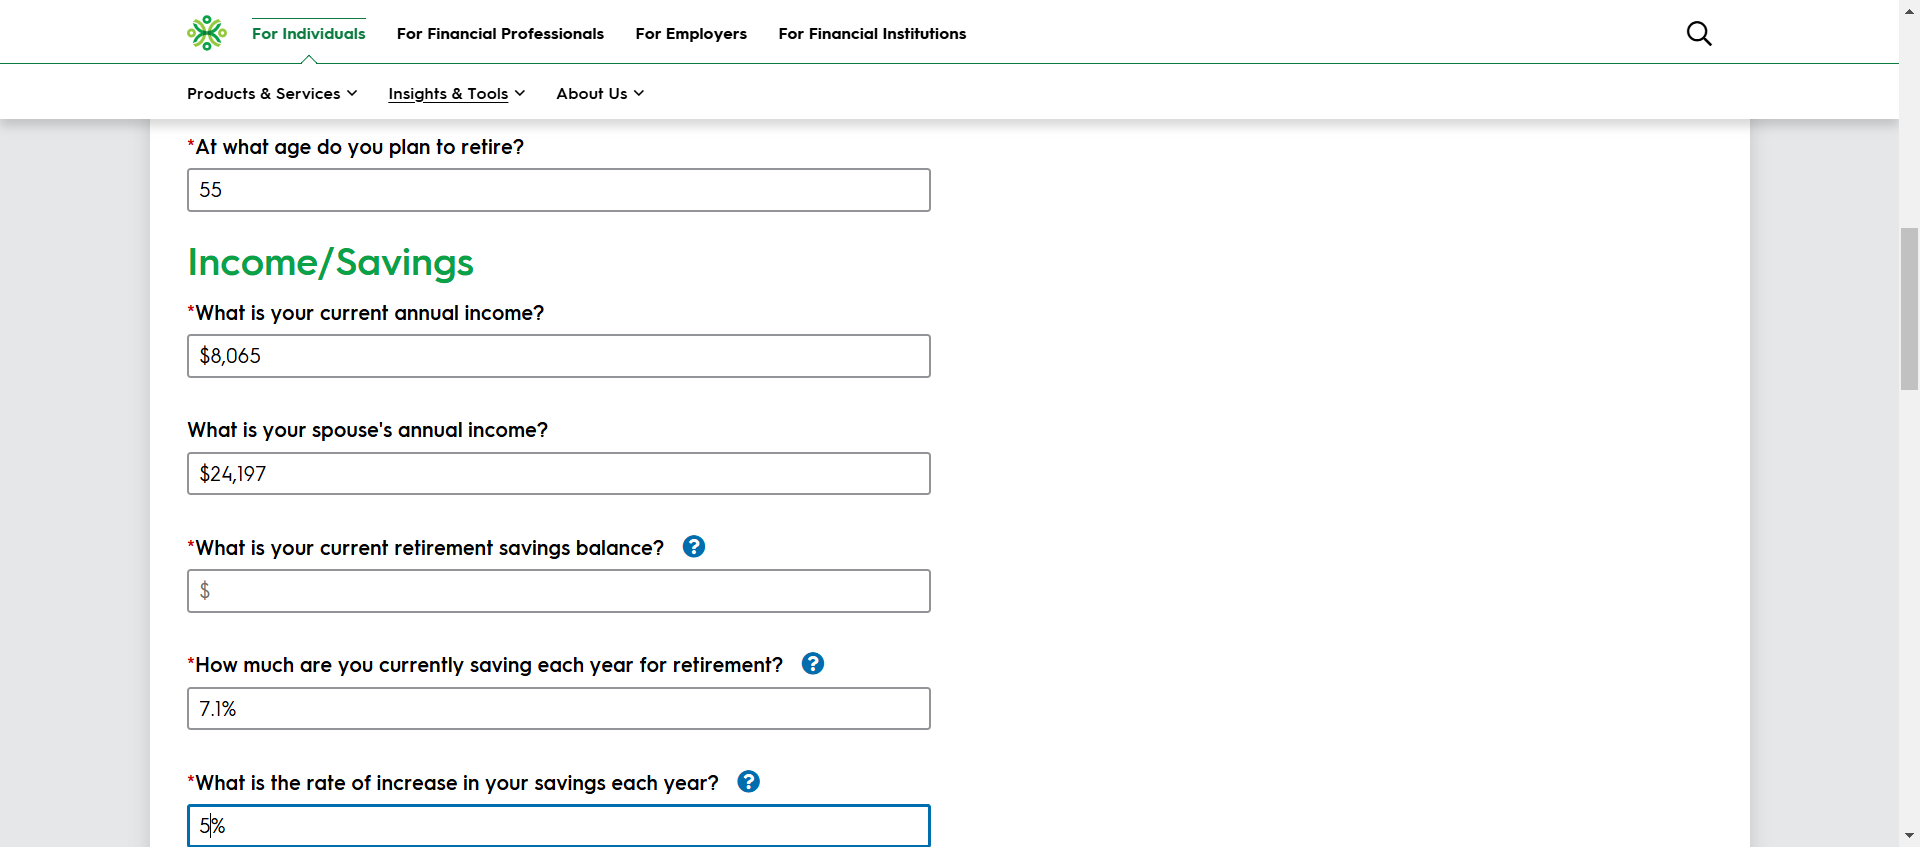 For Individuals For Financial Professionals For Employers For Financial Institutions
Products & Services Insights & Tools About Us
*At what age do you plan to retire?
55
Income/Savings
*What is your current annual income?
$8,065
What is your spouse's annual income?
$24,197
*What is your current retirement savings balance? ?
$
*How much are you currently saving each year for retirement? ?
7.1%
*What is the rate of increase in your savings each year? ?
5%